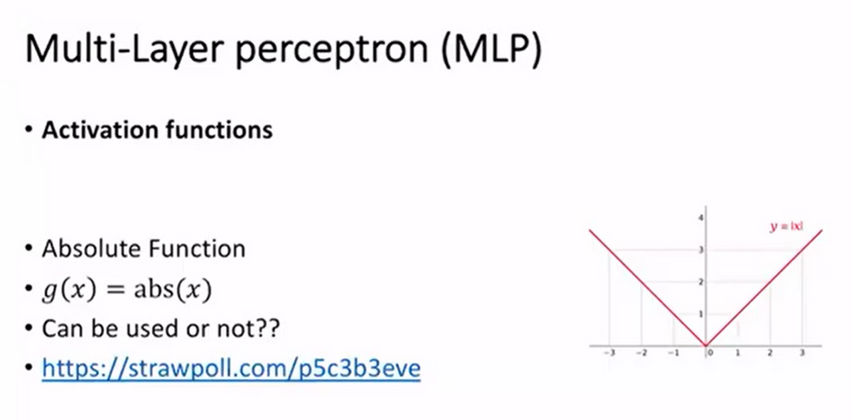 Multi-Layer perceptron (MLP)
• Activation functions
• Absolute Function
• g(x) = abs(x)
• Can be used or not??
• https://strawpoll.com/p5c3b3eve
y = |x|
4
3
2
1
-3 -2 -1 0 1 2 3